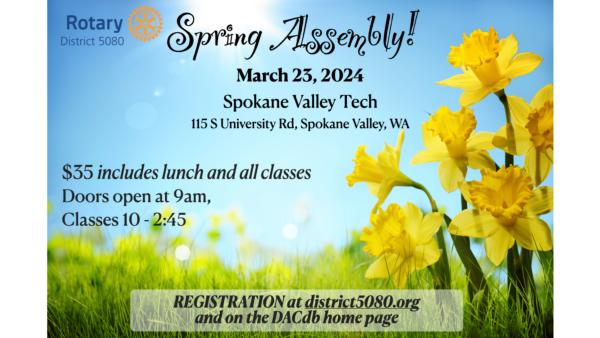 Rotary
District 5080
Spring Assembly!
March 23, 2024
Spokane Valley Tech
115 S University Rd, Spokane Valley, WA
$35 includes lunch and all classes
Doors open at 9am,
Classes 10 - 2:45
REGISTRATION at district5080.org
and on the DACdb home page